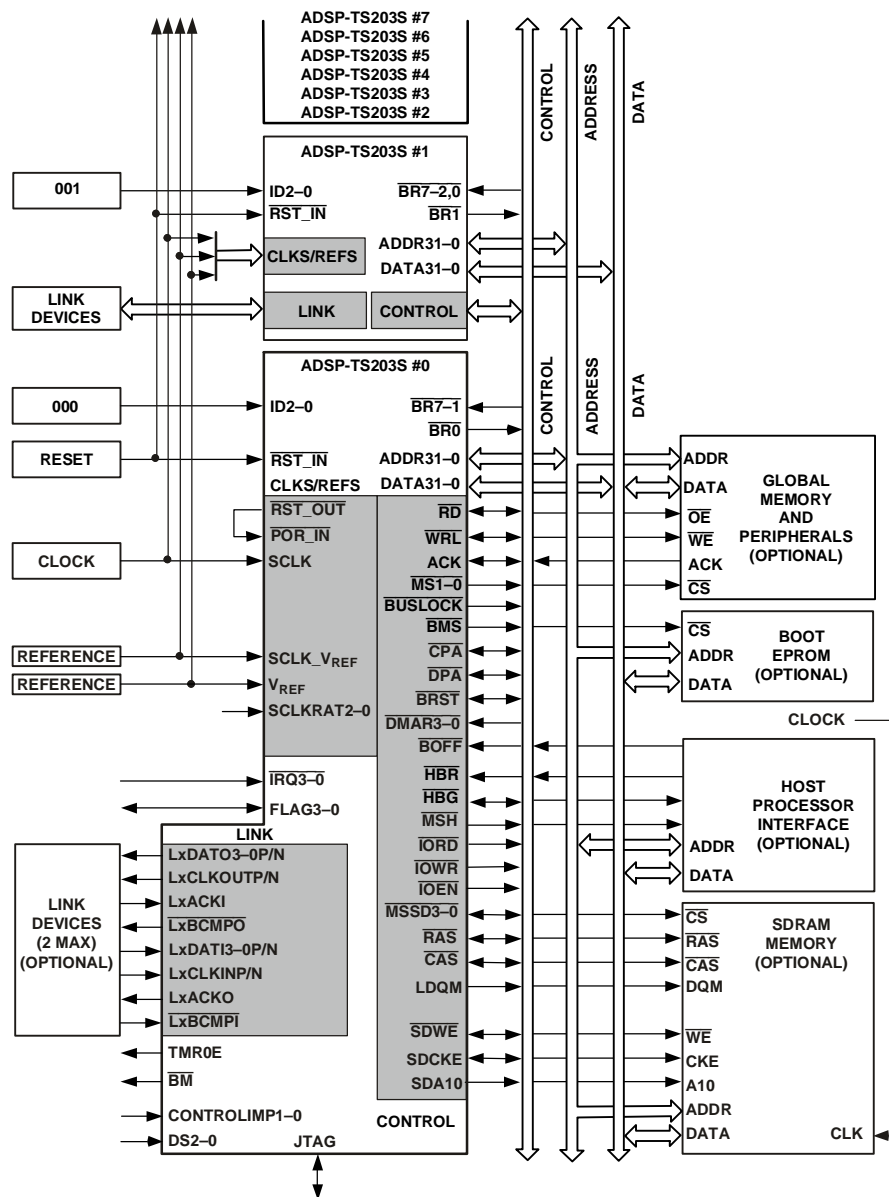 ADSP-TS203S #7
ADSP-TS203S #6
ADSP-TS203S #5
ADSP-TS203S #4
ADSP-TS203S #3
ADSP-TS203S #2
CONTROL
ADDRESS
DATA
ADSP-TS203S #1
001
ID2–0
RST_IN
CLKS/REFS
LINK
CONTROL
BR7–2,0
BR1
ADDR31–0
DATA31–0
LINK
DEVICES
ADSP-TS203S #0
CONTROL
ADDRESS
DATA
000
ID2–0
RESET
RST_IN
CLKS/REFS
RST_OUT
POR_IN
CLOCK
SCLK
REFERENCE
SCLK_VREF
REFERENCE
VREF
SCLKRAT2–0
IRQ3–0
FLAG3–0
LINK
LxDATO3–0P/N
LxCLKOUTP/N
LxACKI
LxBCMPO
LxDATI3–0P/N
LxCLKINP/N
LxACKO
LxBCMPI
LINK
DEVICES
(2 MAX)
(OPTIONAL)
TMR0E
BM
CONTROLIMP1–0
DS2–0
JTAG
BR7–1
BR0
ADDR31–0
DATA31–0
RD
WRL
ACK
MS1–0
BUSLOCK
BMS
CPA
DPA
BRST
DMAR3–0
BOFF
HBR
HBG
MSH
IORD
IOWR
IOEN
MSSD3–0
RAS
CAS
LDQM
SDWE
SDCKE
SDA10
CONTROL
ADDR
DATA
OE
WE
ACK
CS
GLOBAL
MEMORY
AND
PERIPHERALS
(OPTIONAL)
CS
ADDR
DATA
BOOT
EPROM
(OPTIONAL)
CLOCK
HOST
PROCESSOR
INTERFACE
(OPTIONAL)
ADDR
DATA
SDRAM
MEMORY
(OPTIONAL)
CS
RAS
CAS
DQM
WE
CKE
A10
ADDR
DATA
CLK